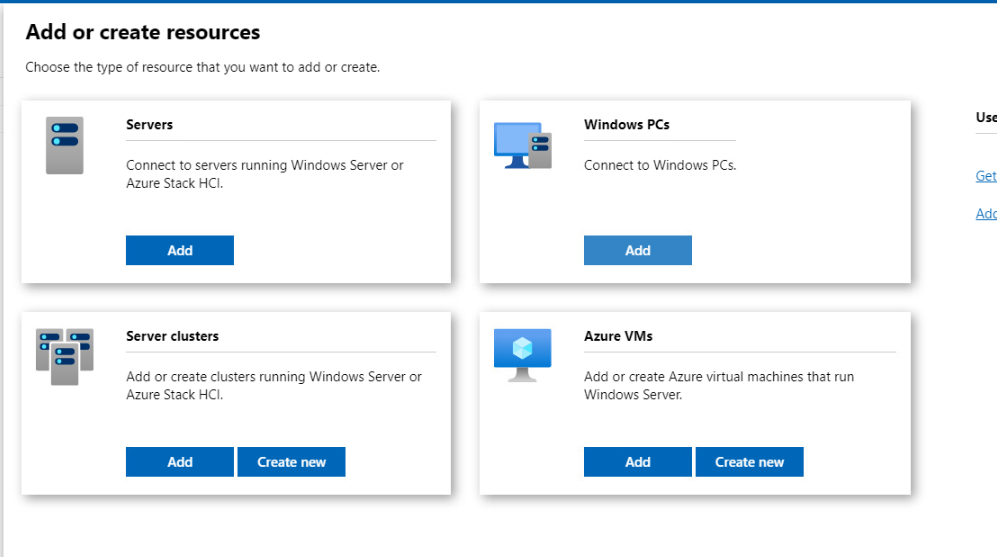 Add or create resources
Choose the type of resource that you want to add or create.
Servers
Connect to servers running Windows Server or
Azure Stack HCI.
Add
Windows PCs
Connect to Windows PCs.
Add
Server clusters
Add or create clusters running Windows Server or
Azure Stack HCI.
Add Create new
Azure VMs
Add or create Azure virtual machines that run
Windows Server.
Add Create new
Get